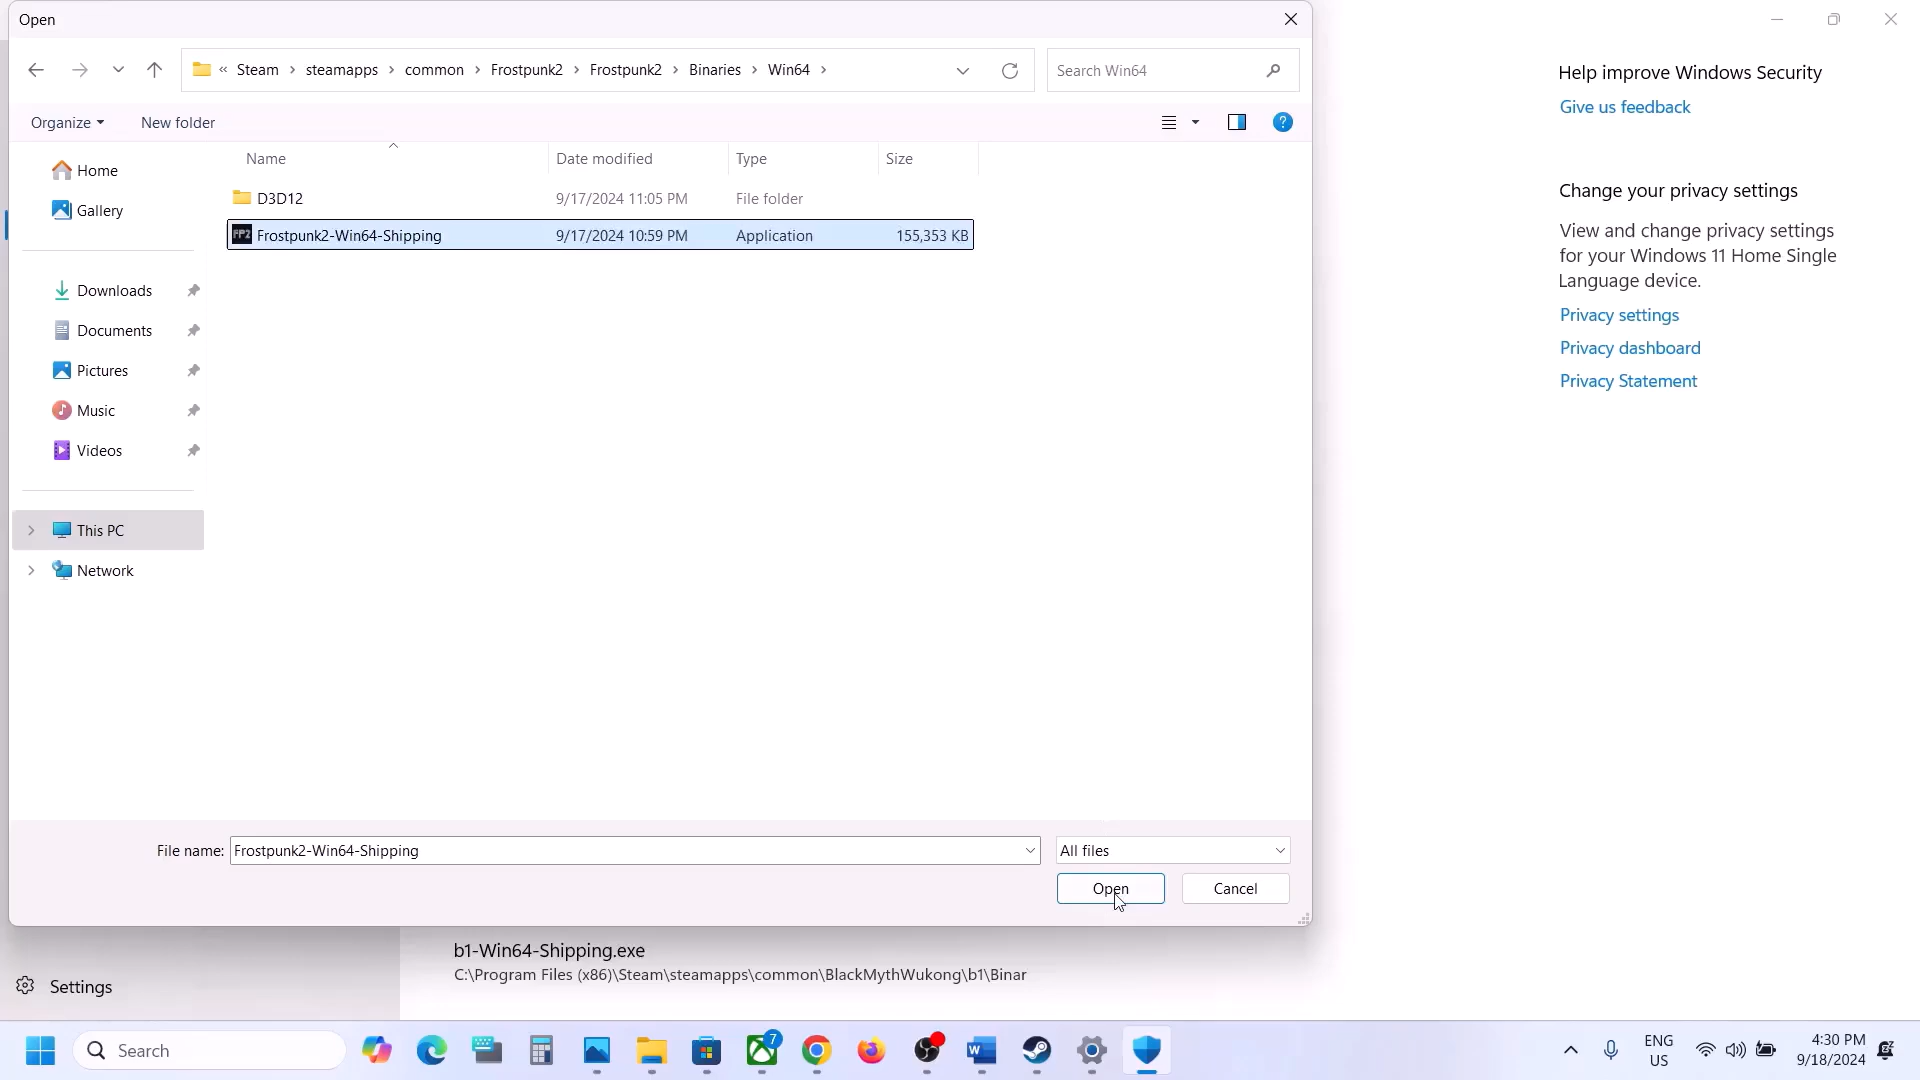 Open
« Steam > steamapps > common > Frostpunk2 > Frostpunk2 > Binaries > Win64 >
Search Win64
Organize
New folder
Name
Date modified
Type
Size
D3D12
9/17/2024 11:05 PM
File folder
FP2
Frostpunk2-Win64-Shipping
9/17/2024 10:59 PM
Application
155,353 KB
Home
Gallery
Downloads
Documents
Pictures
Music
Videos
This PC
Network
File name:
Frostpunk2-Win64-Shipping
All files
Open
Cancel
Help improve Windows Security
Give us feedback
Change your privacy settings
View and change privacy settings
for your Windows 11 Home Single
Language device.
Privacy settings
Privacy dashboard
Privacy Statement
b1-Win64-Shipping.exe
C:\Program Files (x86)\Steam\steamapps\common\BlackMythWukong\b1\Binar
Settings
Search
7
ENG
US
4:30 PM
9/18/2024